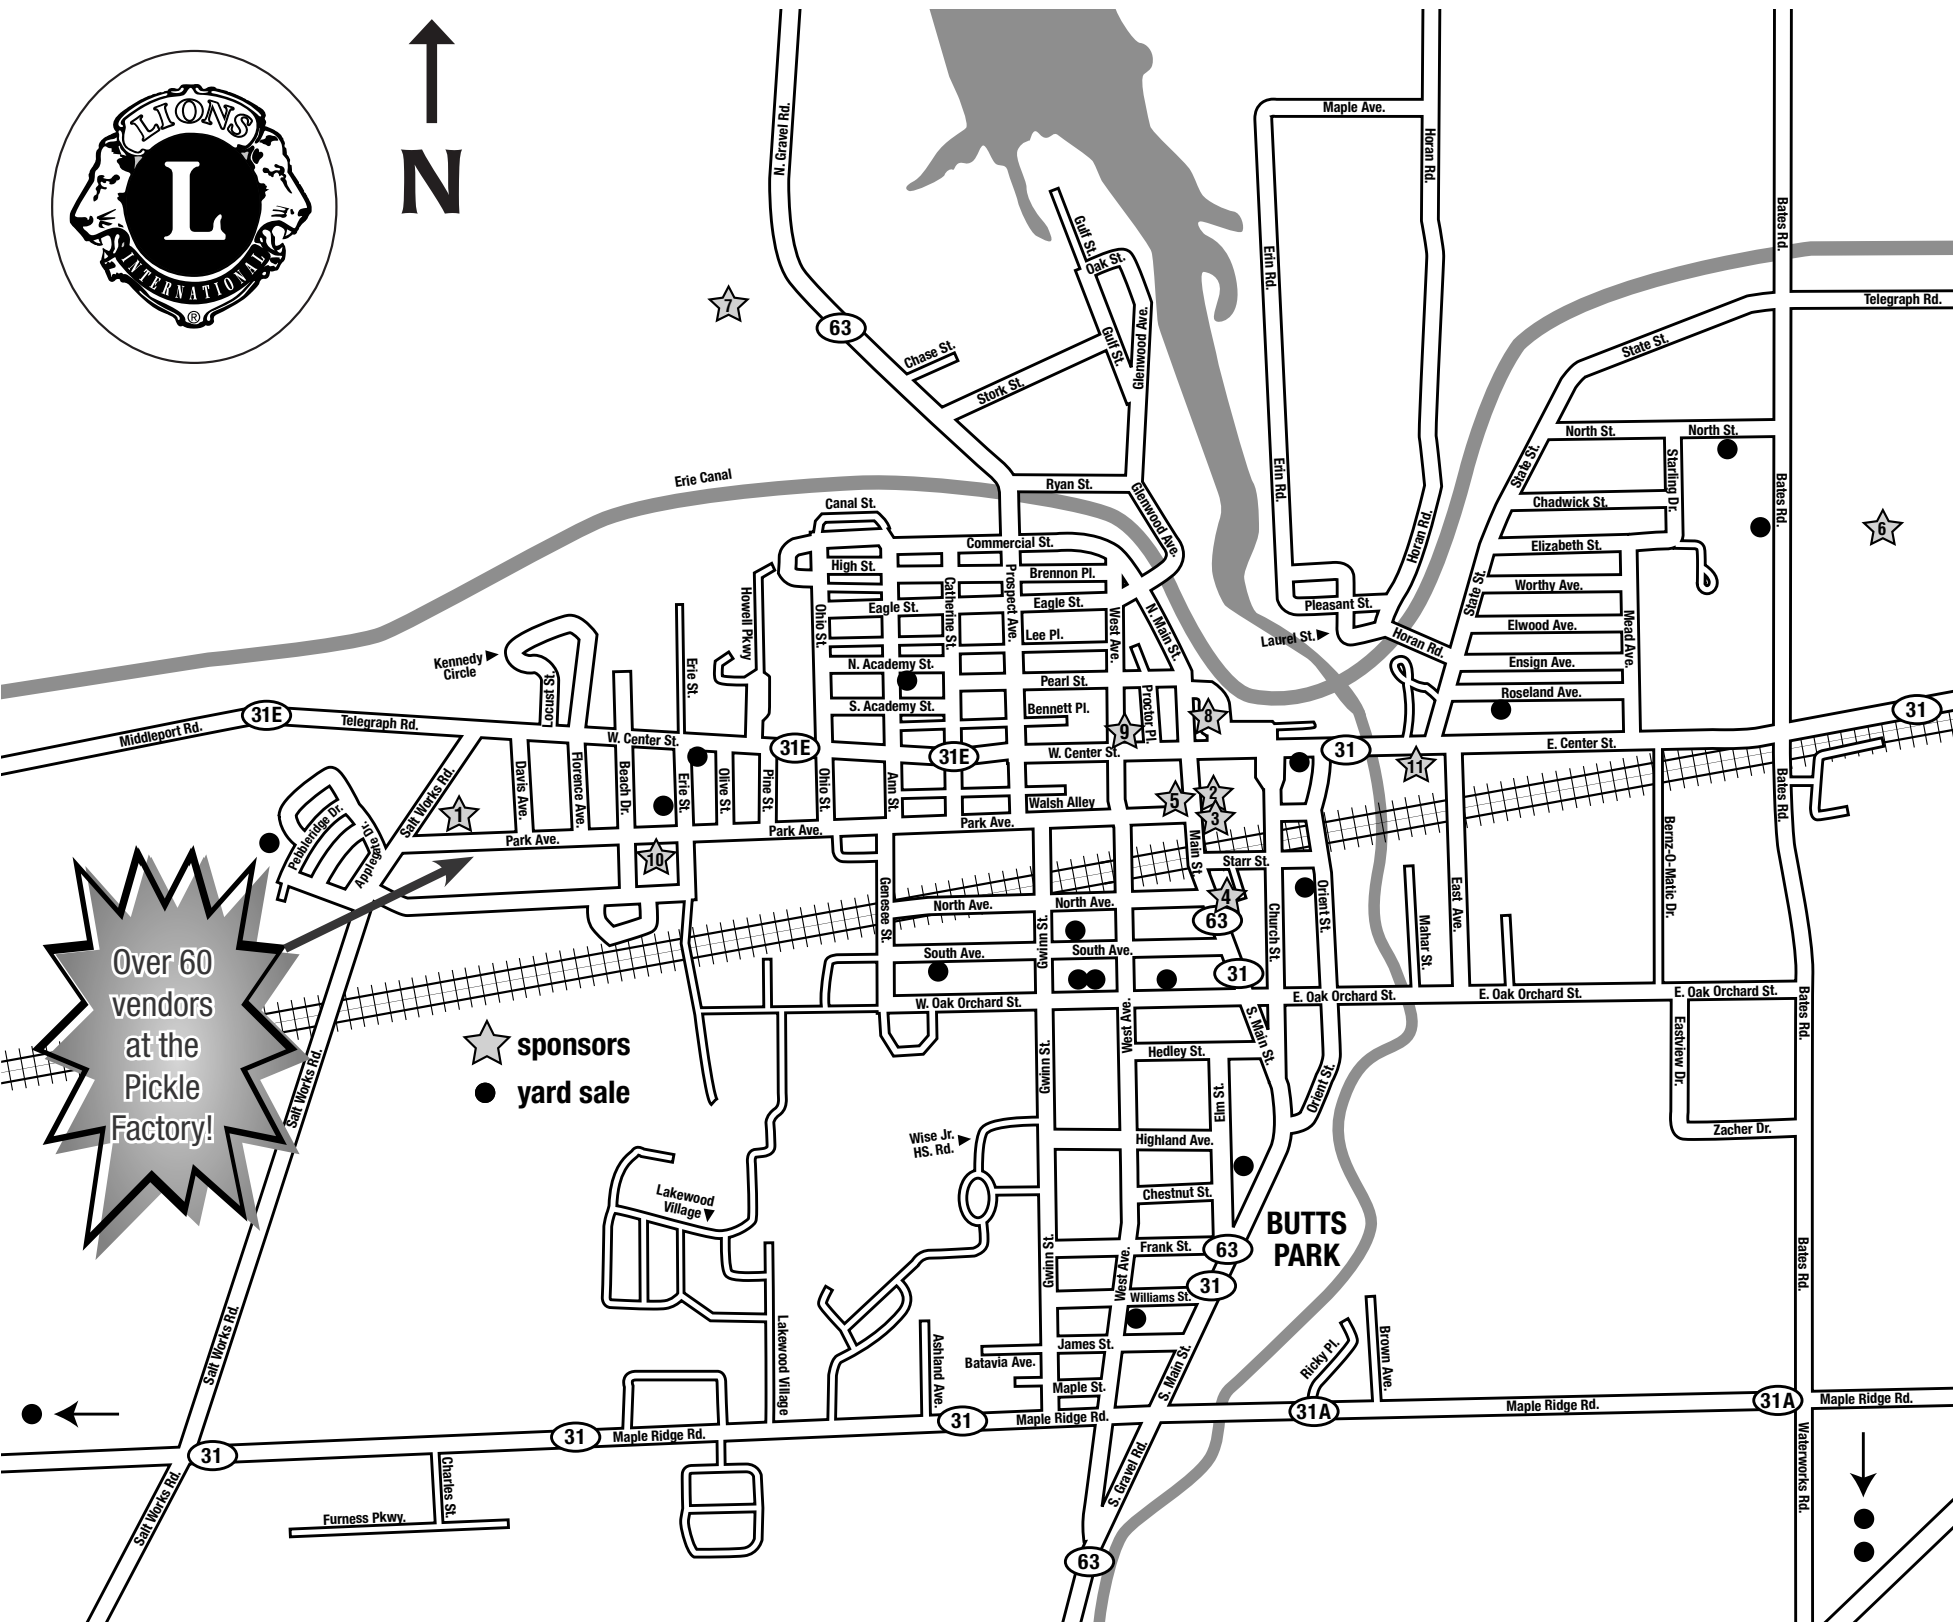 LIONS
L
INTERNATIONAL
®
N
N. Gravel Rd.
Maple Ave.
Horan Rd.
Bates Rd.
Gulf St.
Oak St.
Erin Rd.
Telegraph Rd.
7
63
Chase St.
Gulf St.
Glenwood Ave.
State St.
Stork St.
North St.
North St.
State St.
Starling Dr.
Erie Canal
Ryan St.
Erin Rd.
Bates Rd.
Canal St.
Glenwood Ave.
Horan Rd.
Chadwick St.
6
Commercial St.
Elizabeth St.
High St.
Brennon Pl.
Prospect Ave.
Catherine St.
Howell Pkwy
Ohio St.
Eagle St.
Eagle St.
West Ave.
N. Main St.
Pleasant St.
State St.
Worthy Ave.
Laurel St.
Horan Rd.
Elwood Ave.
Mead Ave.
Lee Pl.
Kennedy
Circle
Erie St.
N. Academy St.
Ensign Ave.
Locust St.
Pearl St.
Roseland Ave.
S. Academy St.
Bennett Pl.
Proctor Pl.
8
9
31E
Telegraph Rd.
Middleport Rd.
W. Center St.
31E
31E
W. Center St.
31
E. Center St.
31
11
Salt Works Rd.
Davis Ave.
Florence Ave.
Beach Dr.
Erie St.
Olive St.
Pine St.
Ohio St.
Ann St.
Walsh Alley
5
2
3
Bates Rd.
1
Pebbleridge Dr.
Applegate Dr.
Park Ave.
Park Ave.
Park Ave.
Main St.
Bernz-O-Matic Dr.
10
Starr St.
Genesee St.
North Ave.
North Ave.
4
63
Church St.
Orient St.
Mahar St.
East Ave.
Gwinn St.
South Ave.
South Ave.
31
Over 60
vendors
at the
Pickle
Factory!
W. Oak Orchard St.
E. Oak Orchard St.
E. Oak Orchard St.
E. Oak Orchard St.
West Ave.
S. Main St.
Bates Rd.
sponsors
yard sale
Salt Works Rd.
Gwinn St.
Hedley St.
Elm St.
Orient St.
Eastview Dr.
Zacher Dr.
Wise Jr.
HS. Rd.
Highland Ave.
Lakewood
Village
Chestnut St.
BUTTS
PARK
Gwinn St.
West Ave.
Frank St.
63
31
Bates Rd.
Williams St.
Salt Works Rd.
Lakewood Village
Ashland Ave.
Batavia Ave.
James St.
S. Main St.
Ricky Pl.
Brown Ave.
Maple St.
31
31
Maple Ridge Rd.
31
Maple Ridge Rd.
31A
Maple Ridge Rd.
31A
Maple Ridge Rd.
Salt Works Rd.
Charles St.
Furness Pkwy.
S. Gravel Rd.
Waterworks Rd.
63